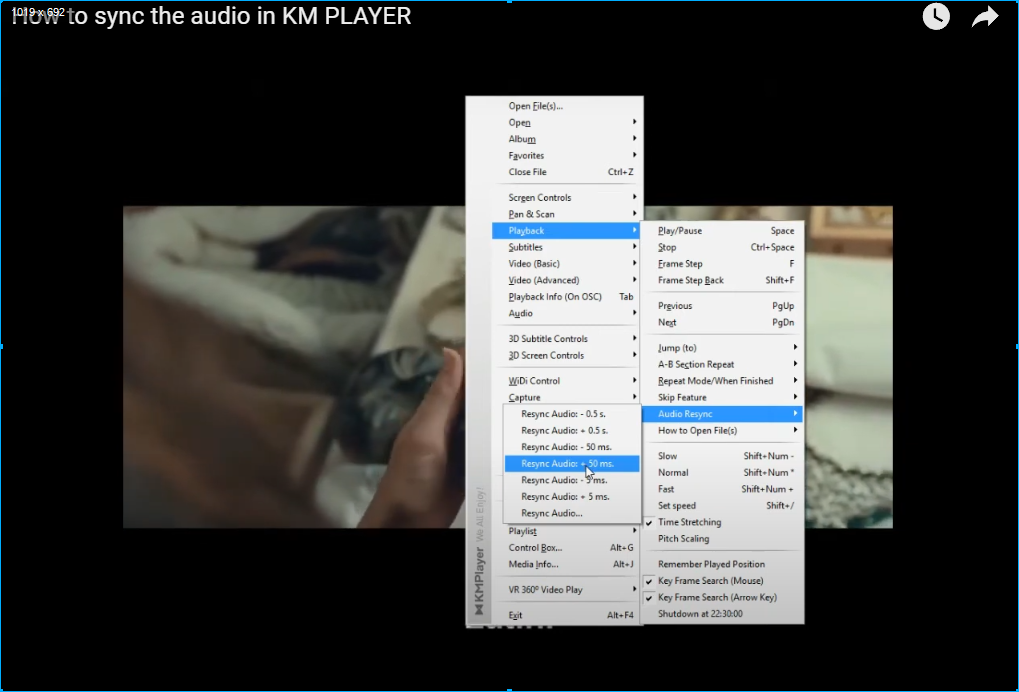 How to sync the audio in KM PLAYER
1019 x 692
Open File(s)...
Open
Album
Favorites
Close File Ctrl+Z
Screen Controls
Pan & Scan
Playback
Subtitles
Video (Basic)
Video (Advanced)
Playback Info (On OSC) Tab
Audio
3D Subtitle Controls
3D Screen Controls
WiDi Control
Capture
Playlist
Control Box... Alt+G
Media Info... Alt+J
VR 360º Video Play
Exit Alt+F4
KMPlayer We All Enjoy!
Play/Pause Space
Stop Ctrl+Space
Frame Step F
Frame Step Back Shift+F
Previous PgUp
Next PgDn
Jump (to)
A-B Section Repeat
Repeat Mode/When Finished
Skip Feature
Audio Resync
How to Open File(s)
Slow Shift+Num -
Normal Shift+Num *
Fast Shift+Num +
Set speed Shift+/
Time Stretching
Pitch Scaling
Remember Played Position
Key Frame Search (Mouse)
Key Frame Search (Arrow Key)
Shutdown at 22:30:00
Resync Audio: - 0.5 s.
Resync Audio: + 0.5 s.
Resync Audio: - 50 ms.
Resync Audio: + 50 ms.
Resync Audio: - 5 ms.
Resync Audio: + 5 ms.
Resync Audio...